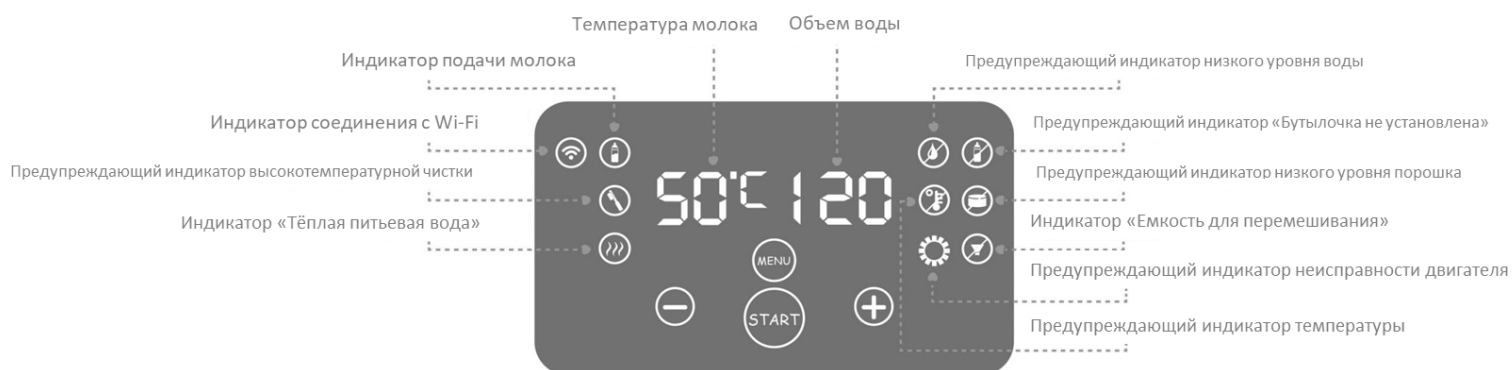 Температура молока
Объем воды
Индикатор подачи молока
Предупреждающий индикатор низкого уровня воды
Индикатор соединения с Wi-Fi
Предупреждающий индикатор «Бутылочка не установлена»
Предупреждающий индикатор высокотемпературной чистки
Предупреждающий индикатор низкого уровня порошка
50°C 120
Индикатор «Тёплая питьевая вода»
Индикатор «Емкость для перемешивания»
MENU
Предупреждающий индикатор неисправности двигателя
START
Предупреждающий индикатор температуры